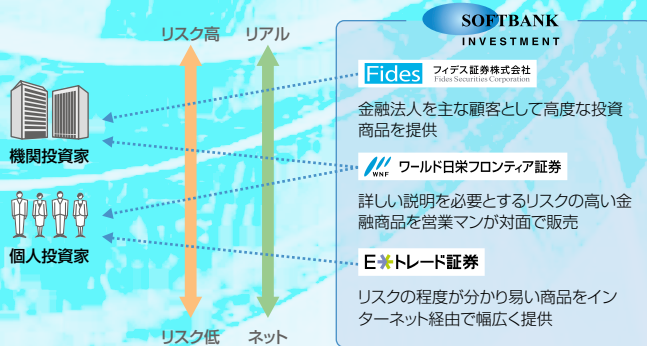 SOFTBANK
INVESTMENT
リスク高 リアル
Fides フィデス証券株式会社
Fides Securities Corporation
金融法人を主な顧客として高度な投資
商品を提供
機関投資家
WNF ワールド日栄フロンティア証券
詳しい説明を必要とするリスクの高い金
融商品を営業マンが対面で販売
個人投資家
E*トレード証券
リスクの程度が分かり易い商品をイン
ターネット経由で幅広く提供
リスク低 ネット